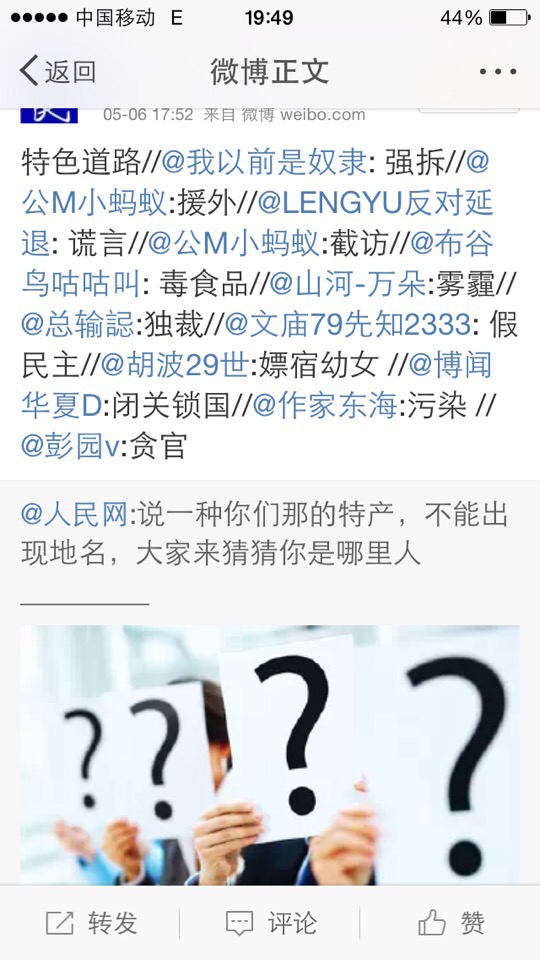 中国移动 E 19:49 44%
返回 微博正文
05-06 17:52 来自 微博 weibo.com
特色道路//@我以前是奴隶: 强拆//@
公M小蚂蚁:援外//@LENGYU反对延
退: 谎言//@公M小蚂蚁:截访//@布谷
鸟咕咕叫: 毒食品//@山河-万朵:雾霾//
@总输誋:独裁//@文庙79先知2333: 假
民主//@胡波29世:嫖宿幼女 //@博闻
华夏D:闭关锁国//@作家东海:污染 //
@彭园v:贪官
@人民网:说一种你们那的特产，不能出
现地名，大家来猜猜你是哪里人
? ? ? ?
转发 评论 赞